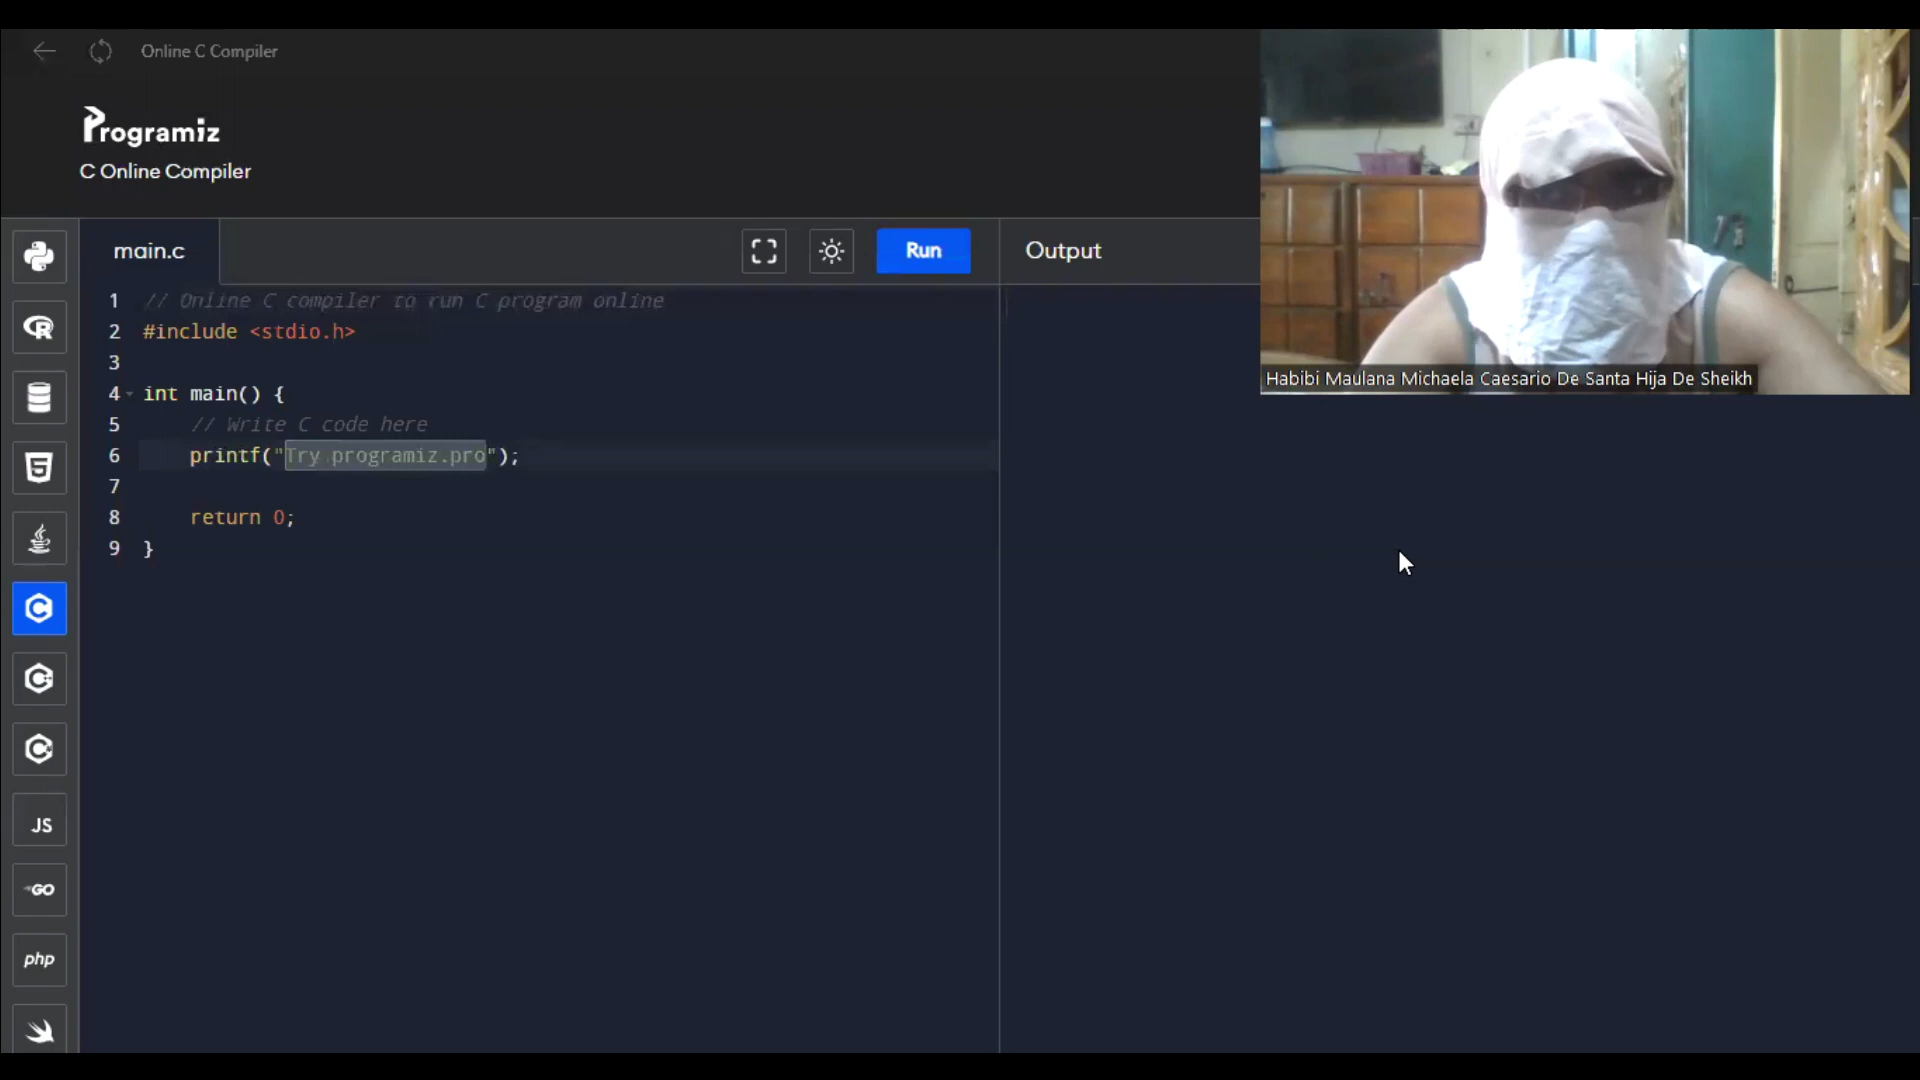 Online C Compiler
Programiz
C Online Compiler
main.c
Run
Output
1 // Online C compiler to run C program online
2 #include <stdio.h>
3
4 int main() {
5 // Write C code here
6 printf("Try programiz.pro");
7
8 return 0;
9 }
Habibi Maulana Michaela Caesario De Santa Hija De Sheikh
R
5
C
C
C
JS
GO
php